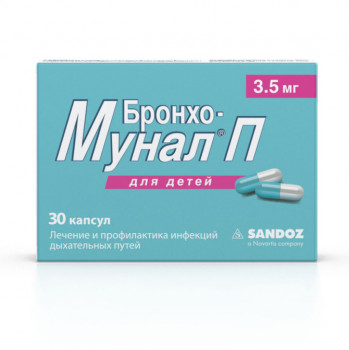 3.5 мг
Бронхо-
Мунал® П
для детей
30 капсул
Лечение и профилактика инфекций
дыхательных путей
SANDOZ
a Novartis company